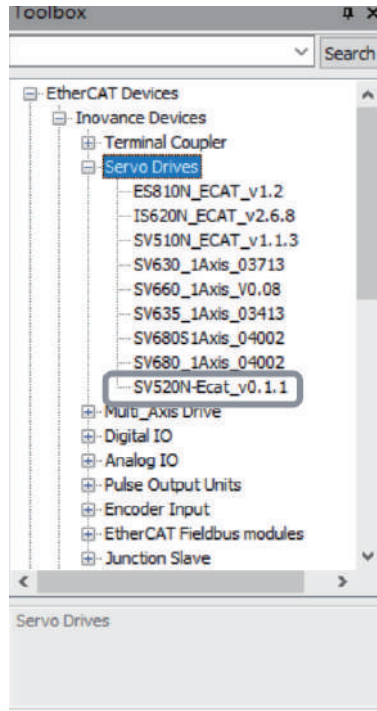 Toolbox
Search
EtherCAT Devices
Inovance Devices
Terminal Coupler
Servo Drives
ES810N_ECAT_v1.2
IS620N_ECAT_v2.6.8
SV510N_ECAT_v1.1.3
SV630_1Axis_03713
SV660_1Axis_V0.08
SV635_1Axis_03413
SV680S1Axis_04002
SV680_1Axis_04002
SV520N-Ecat_v0.1.1
Multi_Axis Drive
Digital IO
Analog IO
Pulse Output Units
Encoder Input
EtherCAT Fieldbus modules
Junction Slave
Servo Drives